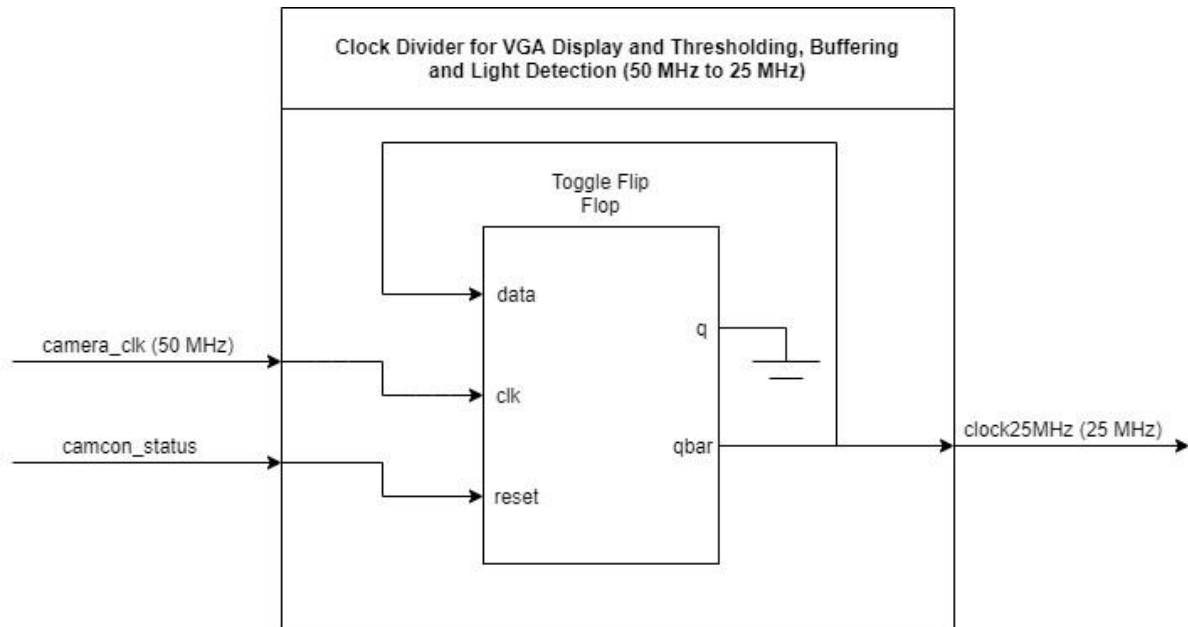 Clock Divider for VGA Display and Thresholding, Buffering
and Light Detection (50 MHz to 25 MHz)
Toggle Flip
Flop
data
q
camera_clk (50 MHz)
clk
camcon_status
qbar
clock25MHz (25 MHz)
reset